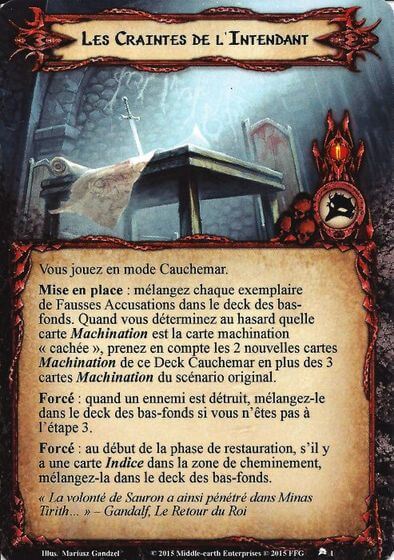 Les Craintes de l'Intendant
Vous jouez en mode Cauchemar.
Mise en place : mélangez chaque exemplaire
de Fausses Accusations dans le deck des bas-
fonds. Quand vous déterminez au hasard quelle
carte Machination est la carte machination
« cachée », prenez en compte les 2 nouvelles cartes
Machination de ce Deck Cauchemar en plus des 3
cartes Machination du scénario original.
Forcé : quand un ennemi est détruit, mélangez-le
dans le deck des bas-fonds si vous n'êtes pas à
l'étape 3.
Forcé : au début de la phase de restauration, s'il y
a une carte Indice dans la zone de cheminement,
mélangez-la dans le deck des bas-fonds.
« La volonté de Sauron a ainsi pénétré dans Minas
Tirith… » – Gandalf, Le Retour du Roi
Illus. Mariusz Gandzel © 2015 Middle-earth Enterprises © 2015 FFG 1